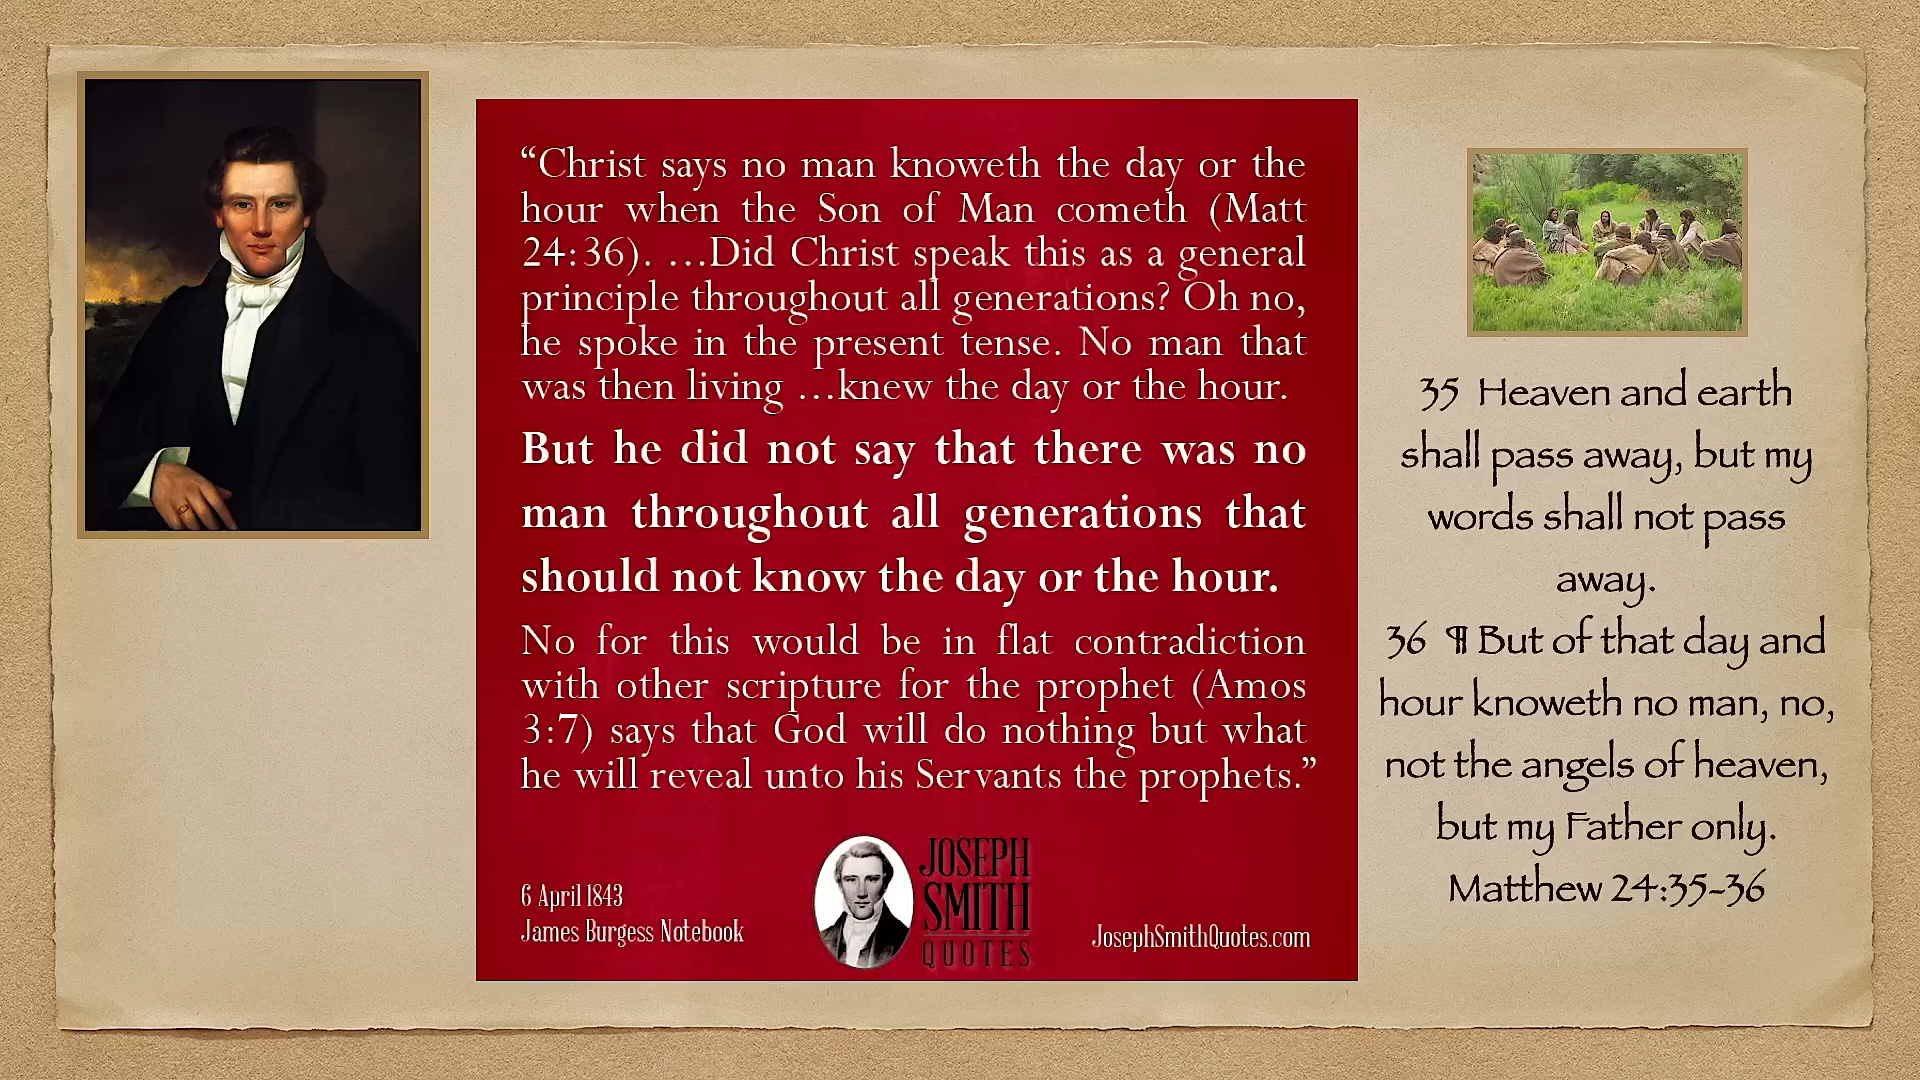 “Christ says no man knoweth the day or the
hour when the Son of Man cometh (Matt
24:36). …Did Christ speak this as a general
principle throughout all generations? Oh no,
he spoke in the present tense. No man that
was then living …knew the day or the hour.
But he did not say that there was no
man throughout all generations that
should not know the day or the hour.
No for this would be in flat contradiction
with other scripture for the prophet (Amos
3:7) says that God will do nothing but what
he will reveal unto his Servants the prophets.”
6 April 1843
James Burgess Notebook
JOSEPH
SMITH
QUOTES
JosephSmithQuotes.com
35 Heaven and earth
shall pass away, but my
words shall not pass
away.
36 ¶ But of that day and
hour knoweth no man, no,
not the angels of heaven,
but my Father only.
Matthew 24:35-36